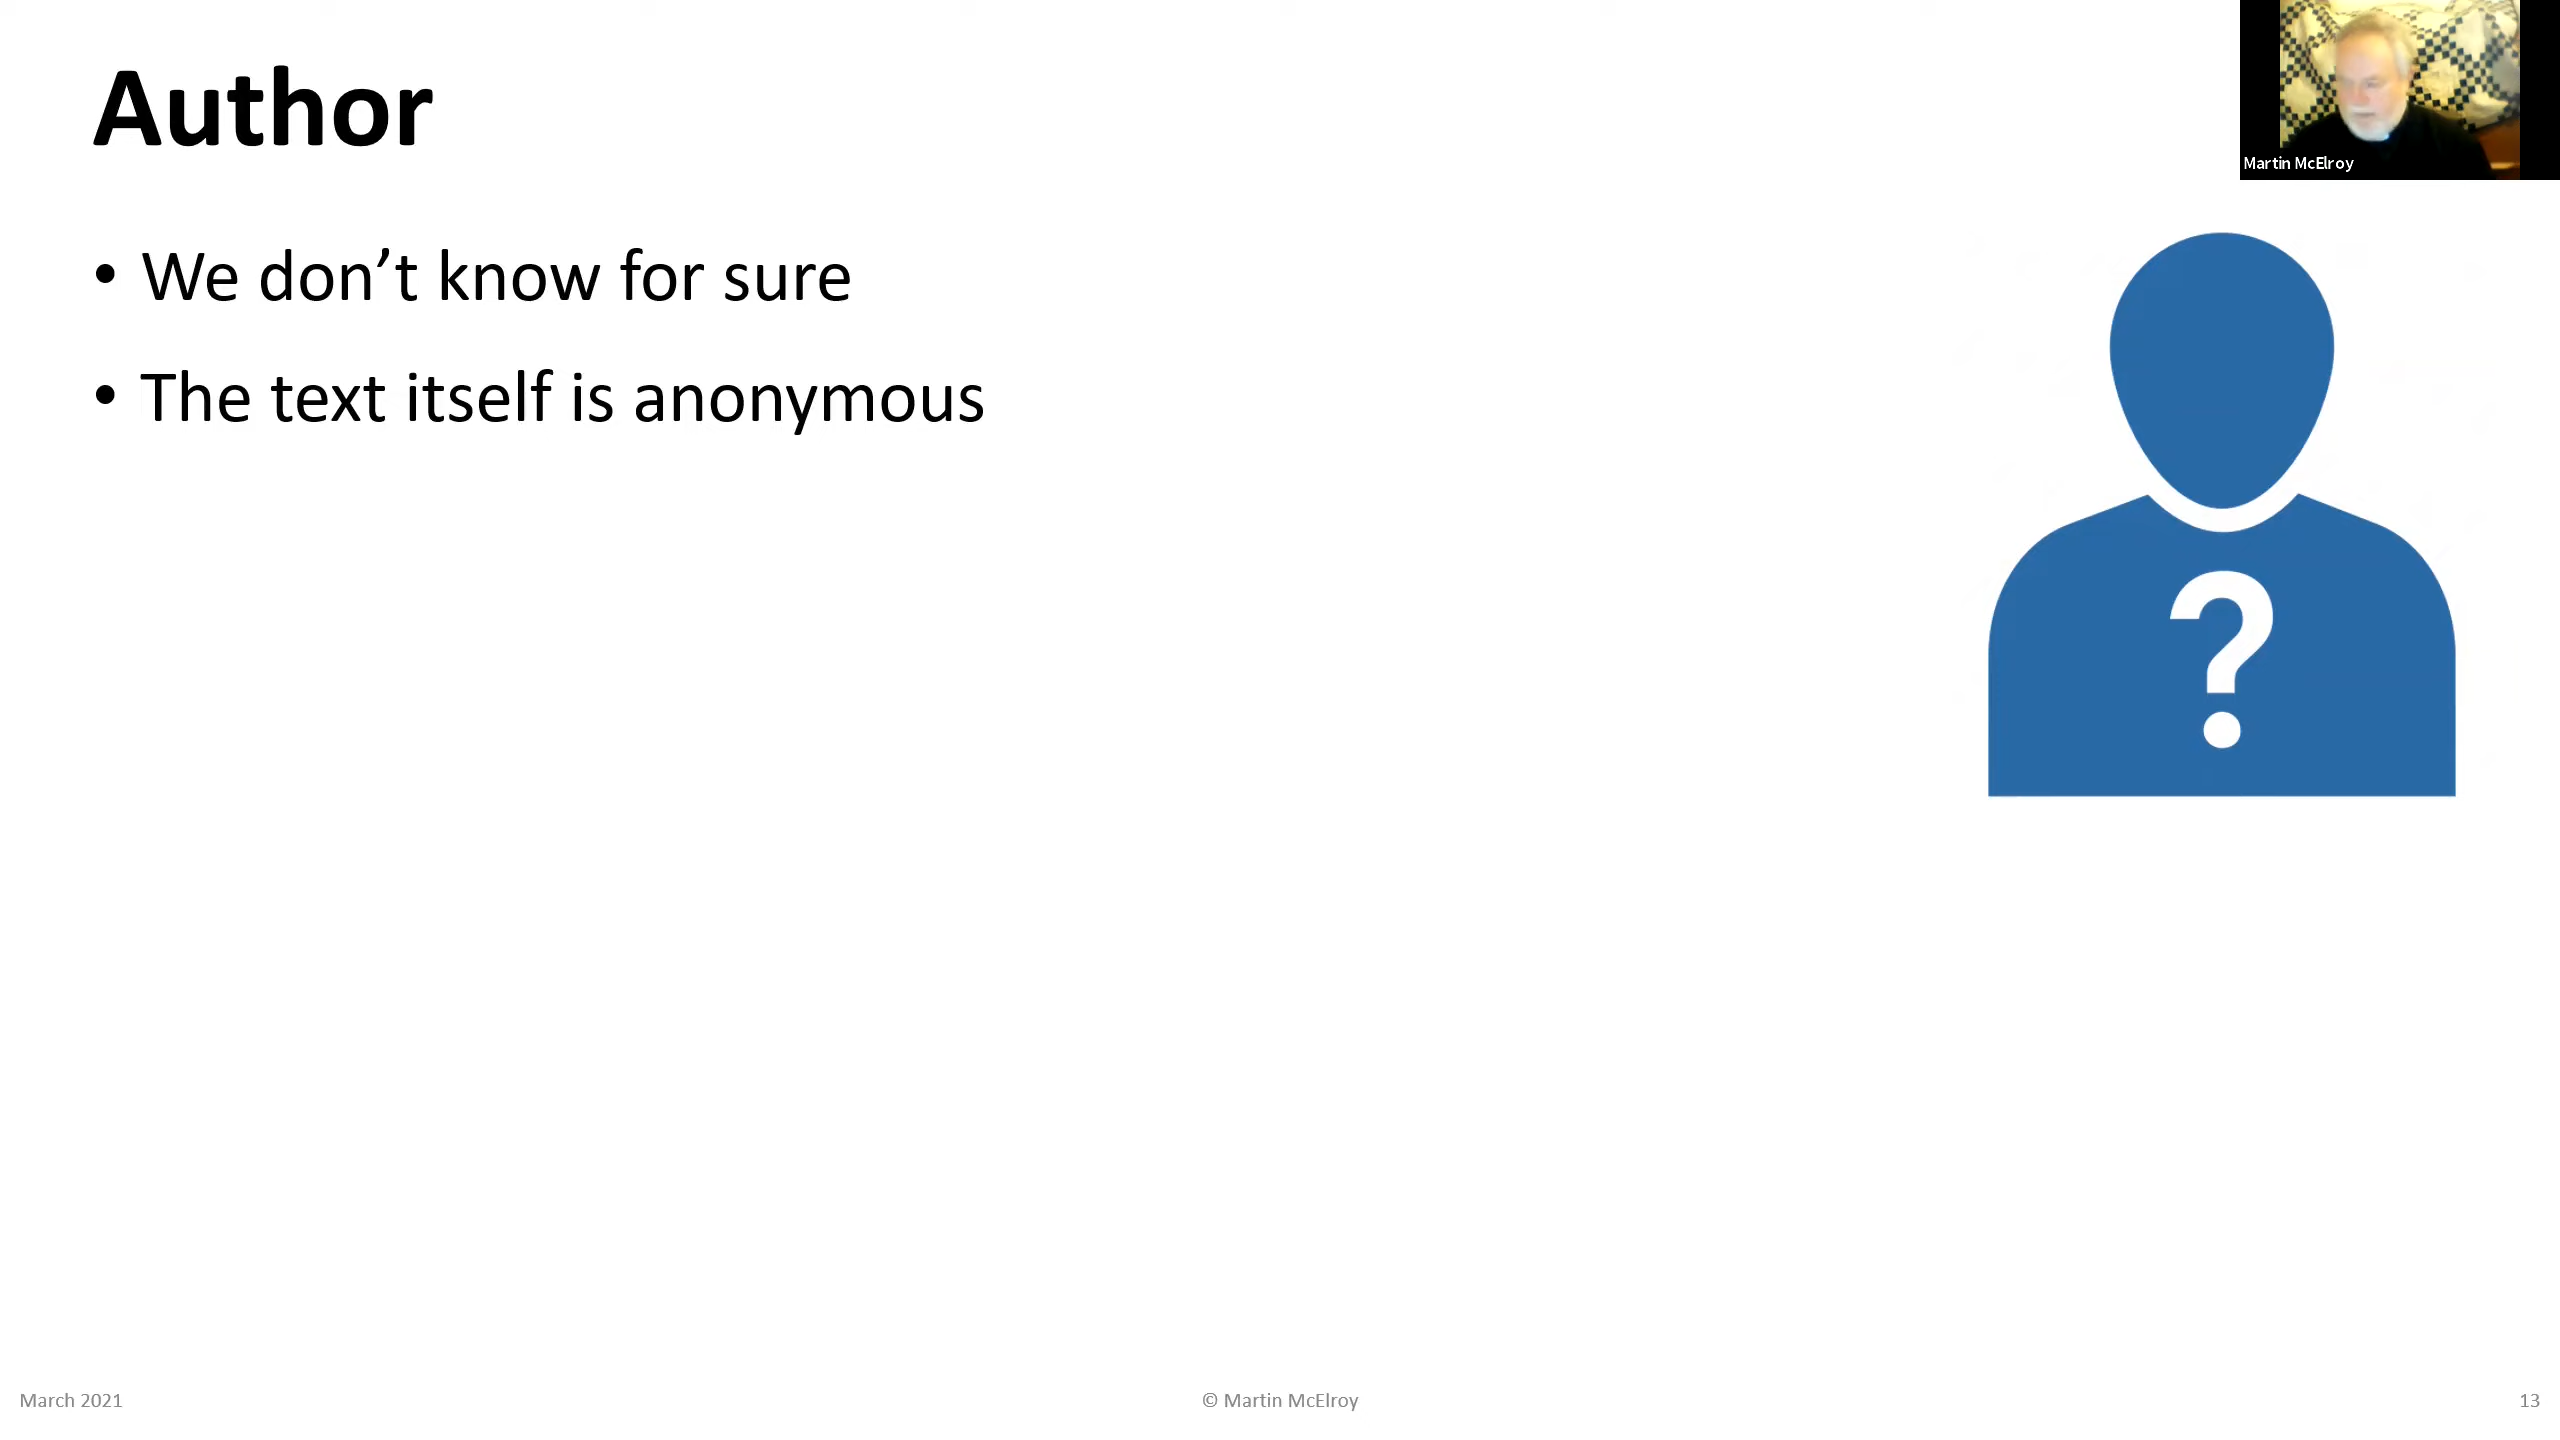 Author
Martin McElroy
• We don’t know for sure
• The text itself is anonymous
?
March 2021
© Martin McElroy
13